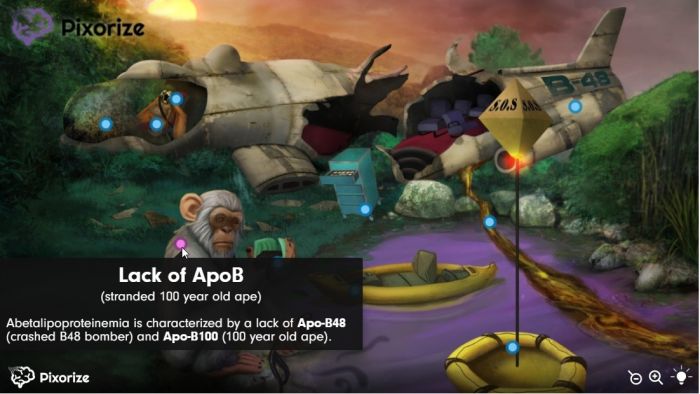 Pixorize
B-48
S.O.S
S.O.S
Lack of ApoB
(stranded 100 year old ape)
Abetalipoproteinemia is characterized by a lack of Apo-B48
(crashed B48 bomber) and Apo-B100 (100 year old ape).
Pixorize